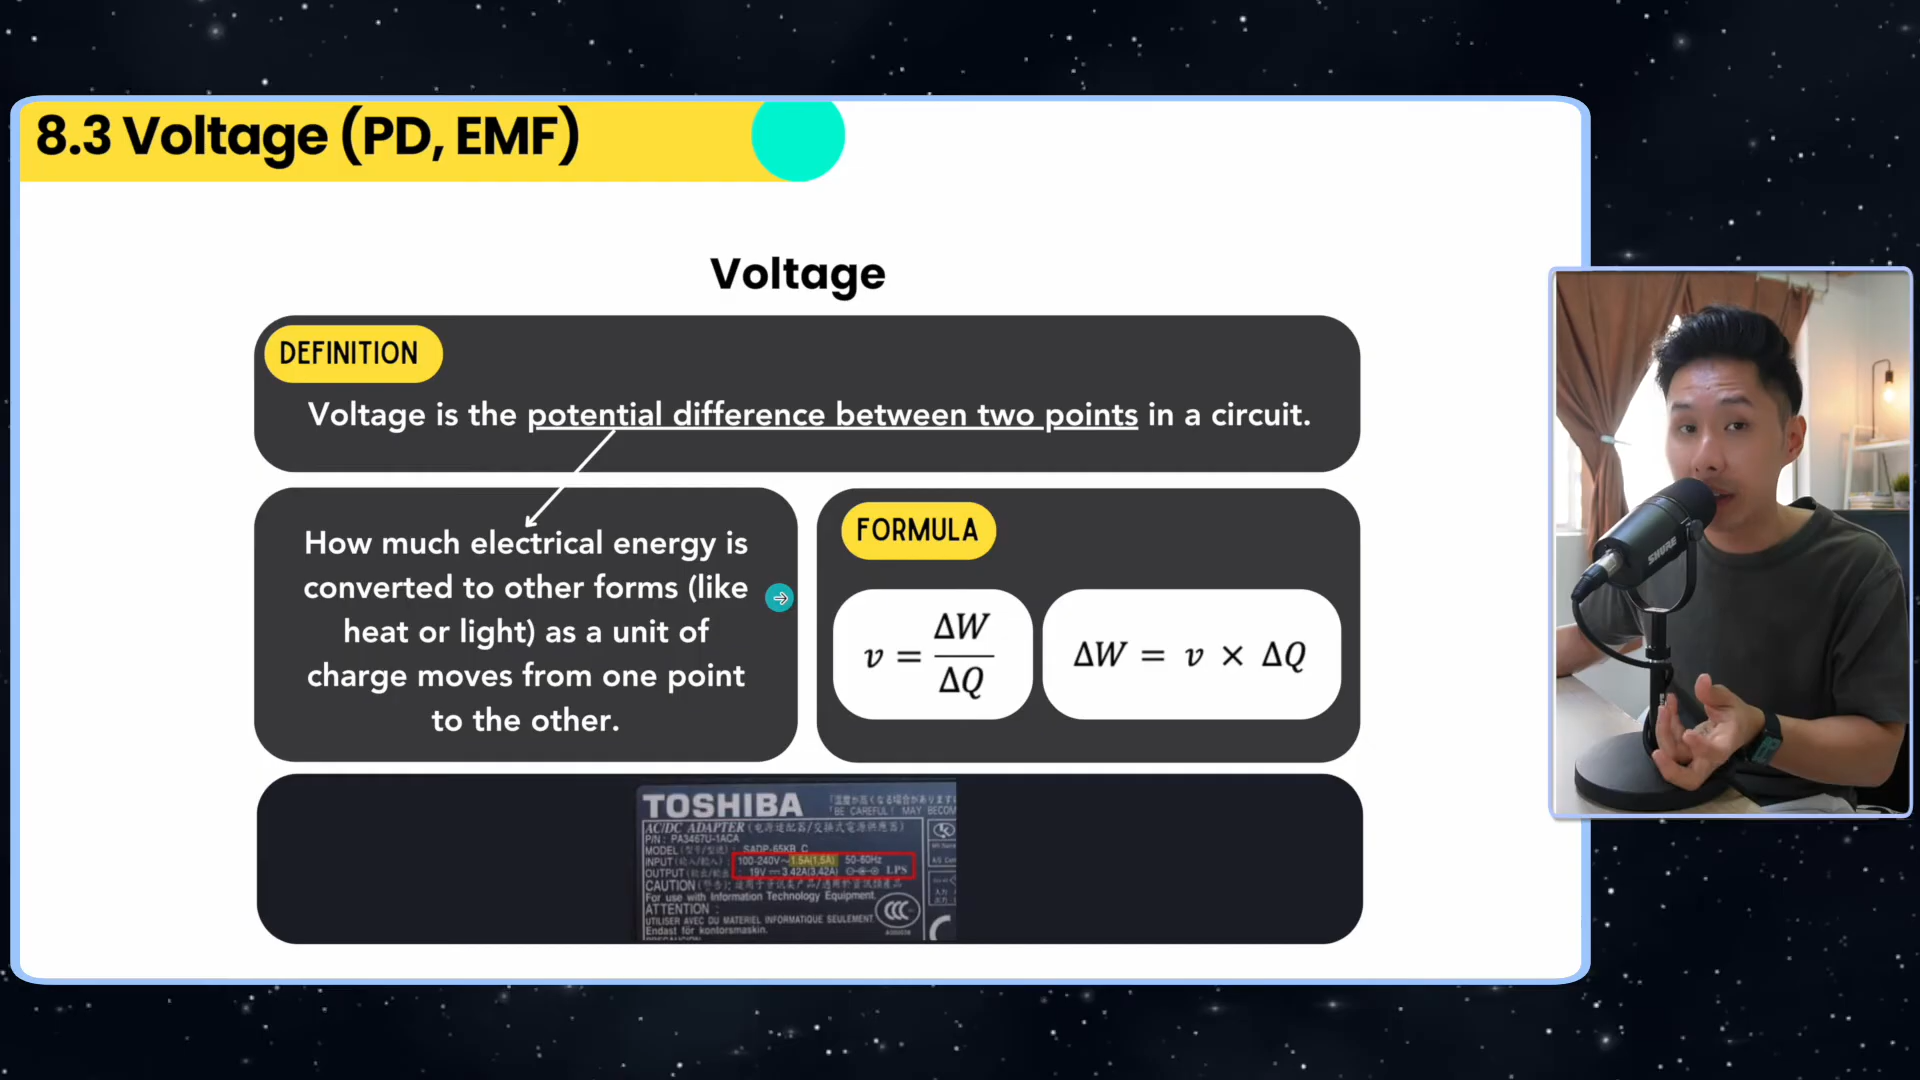 8.3 Voltage (PD, EMF)
Voltage
DEFINITION
Voltage is the potential difference between two points in a circuit.
How much electrical energy is
converted to other forms (like
heat or light) as a unit of
charge moves from one point
to the other.
FORMULA
v = ΔW / ΔQ
ΔW = v × ΔQ
TOSHIBA
"BE CAREFUL! MAY BECOM
AC/DC ADAPTER
P/N: PA3467U-1ACA
MODEL SADP-65KB C
INPUT 100-240V~1.5A(1.5A) 50-60Hz
OUTPUT 19V 3.42A(3.42A) LPS
CAUTION
For use with Information Technology Equipment.
ATTENTION :
UTILISER AVEC DU MATERIEL INFORMATIQUE SEULEMENT
Endast för kontorsmaskin.
SHURE